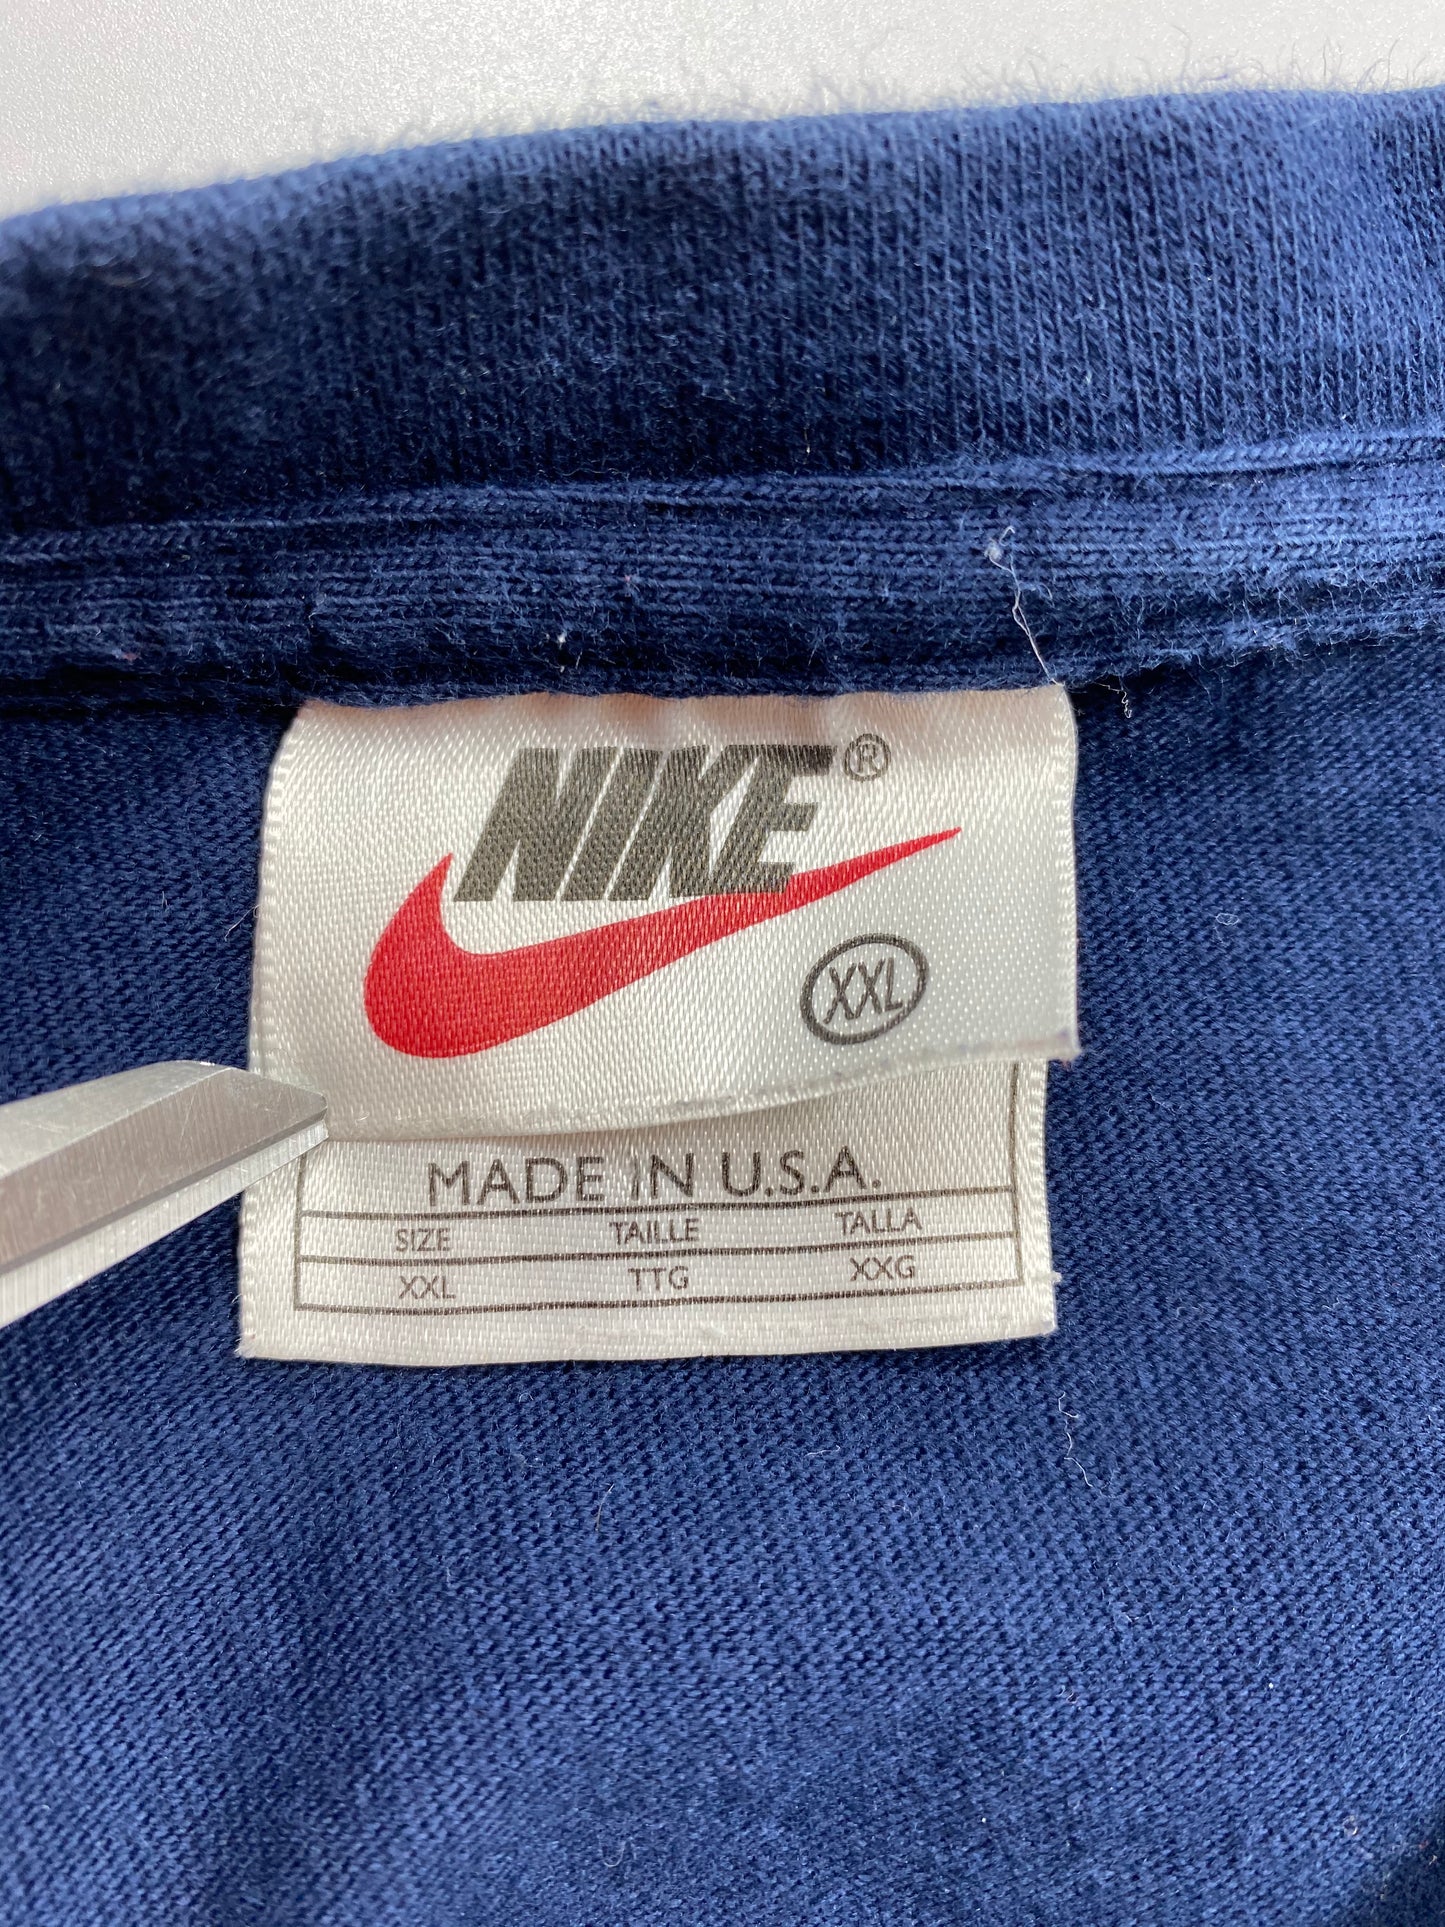 NIKE®
XXL
MADE IN U.S.A.
SIZE TAILLE TALLA
XXL TTG XXG